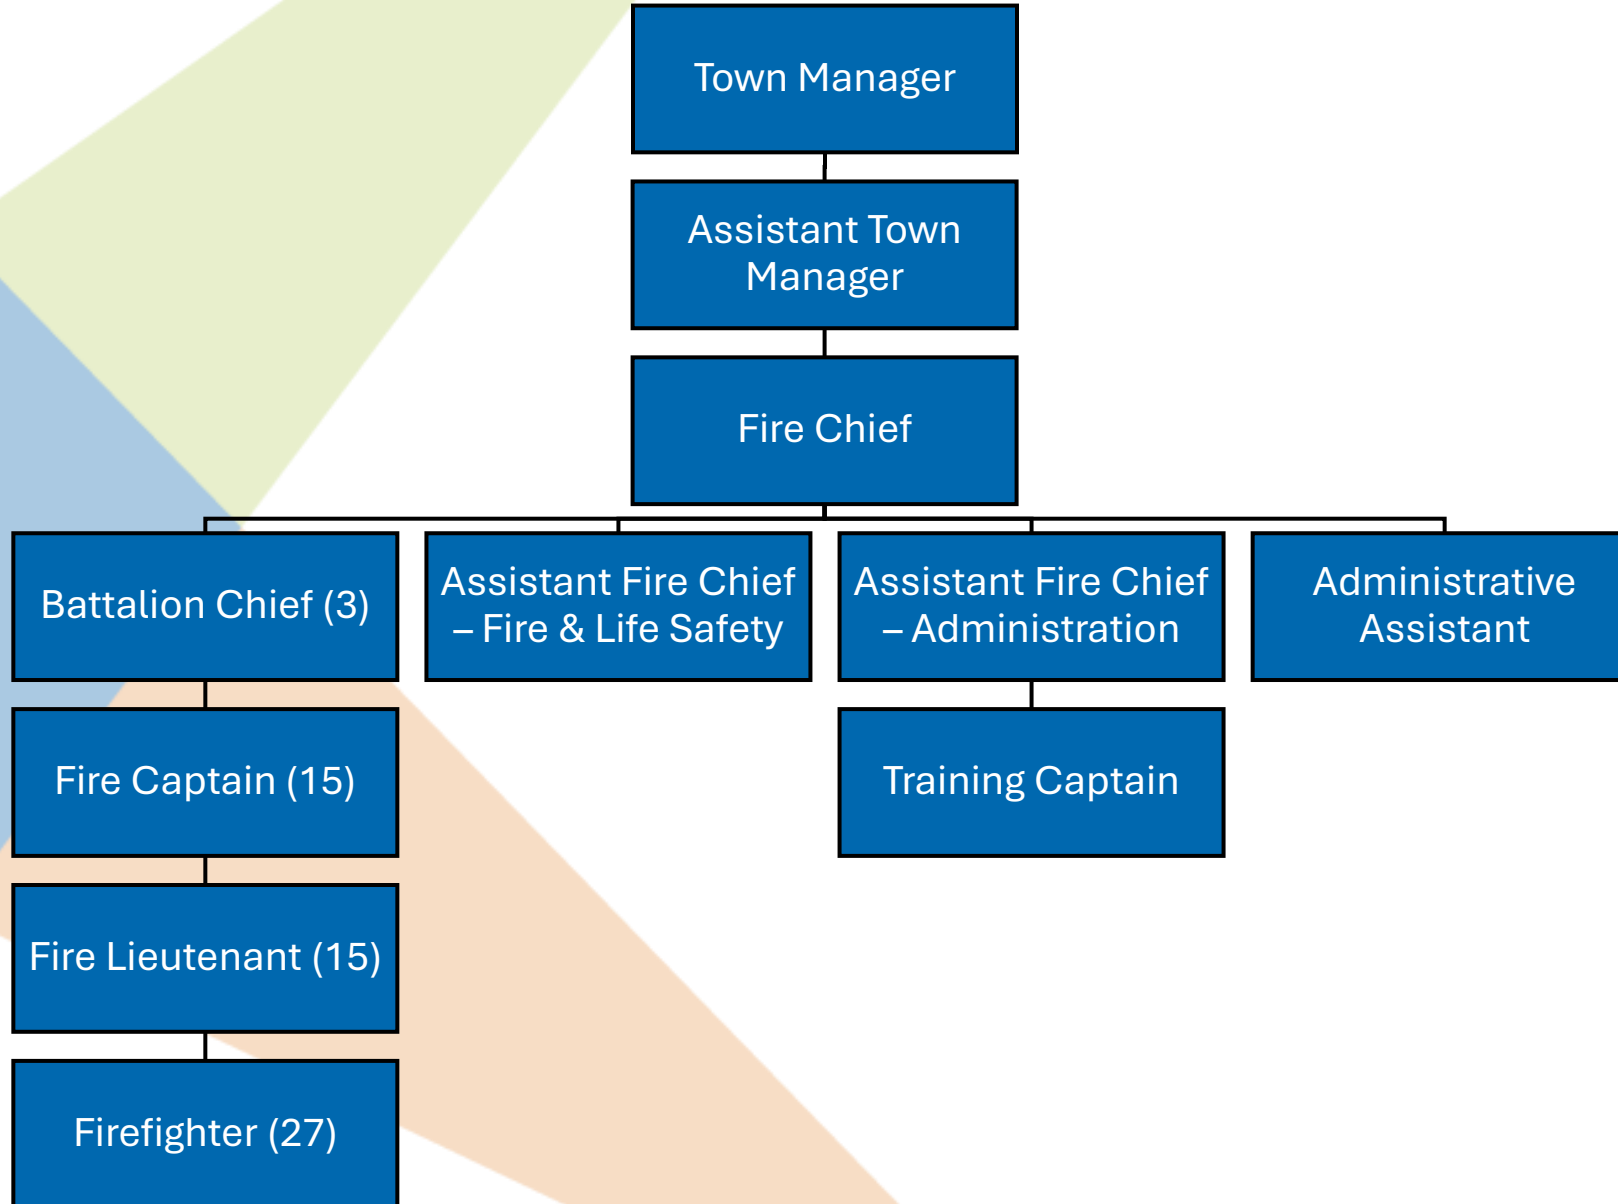 Town Manager
Assistant Town
Manager
Fire Chief
Battalion Chief (3)
Assistant Fire Chief
– Fire & Life Safety
Assistant Fire Chief
– Administration
Administrative
Assistant
Fire Captain (15)
Training Captain
Fire Lieutenant (15)
Firefighter (27)